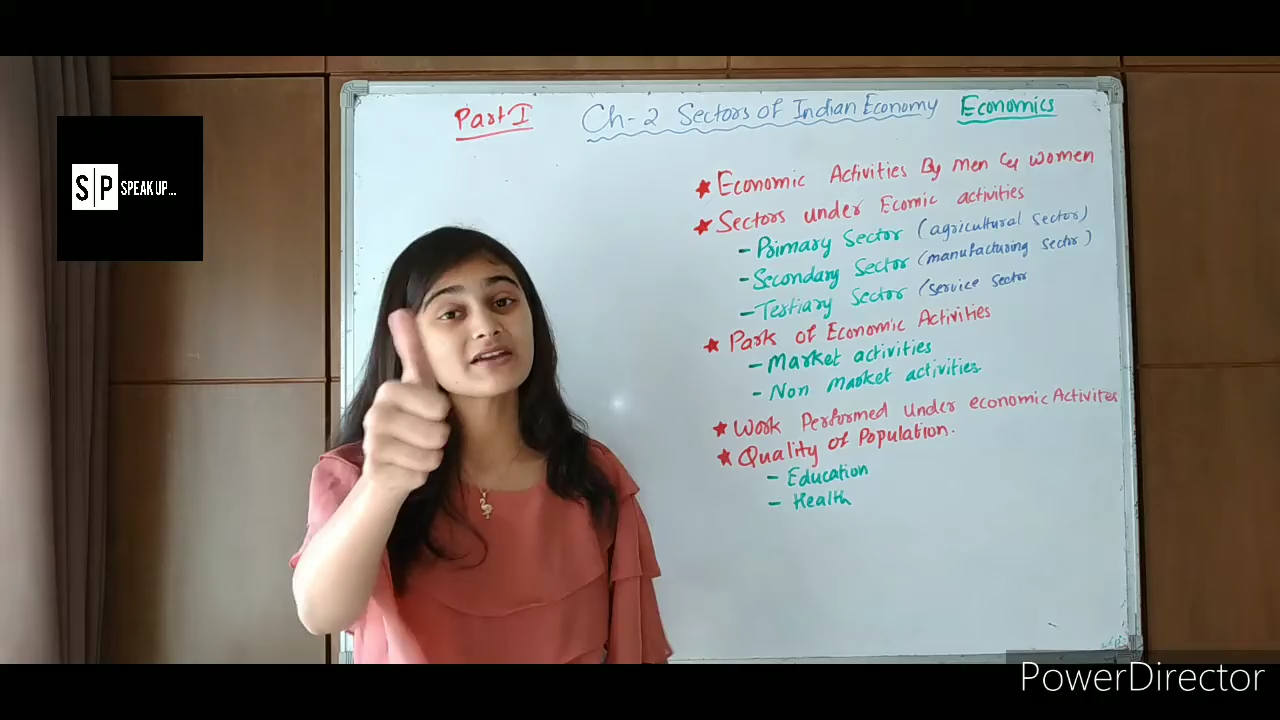 Part I Ch-2 Sectors of Indian Economy Economics
S|P SPEAK UP...
★ Economic Activities By Men & Women
★ Sectors under Ecomic activities
- Primary Sector (agricultural sector)
- Secondary Sector (manufacturing sector)
- Tertiary Sector (service sector
★ Parts of Economic Activities
- Market activities
- Non Market activities
★ Work Performed Under economic Activites
★ Quality of Population.
- Education
- Health
PowerDirector